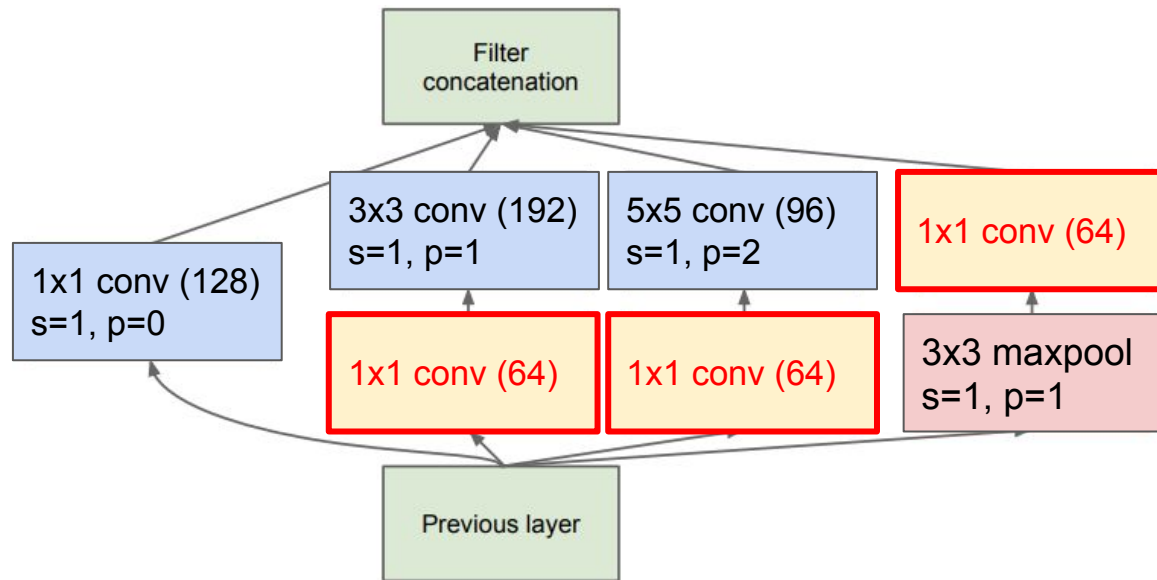 Filter
concatenation
3x3 conv (192)
s=1, p=1
5x5 conv (96)
s=1, p=2
1x1 conv (64)
1x1 conv (128)
s=1, p=0
1x1 conv (64)
1x1 conv (64)
3x3 maxpool
s=1, p=1
Previous layer